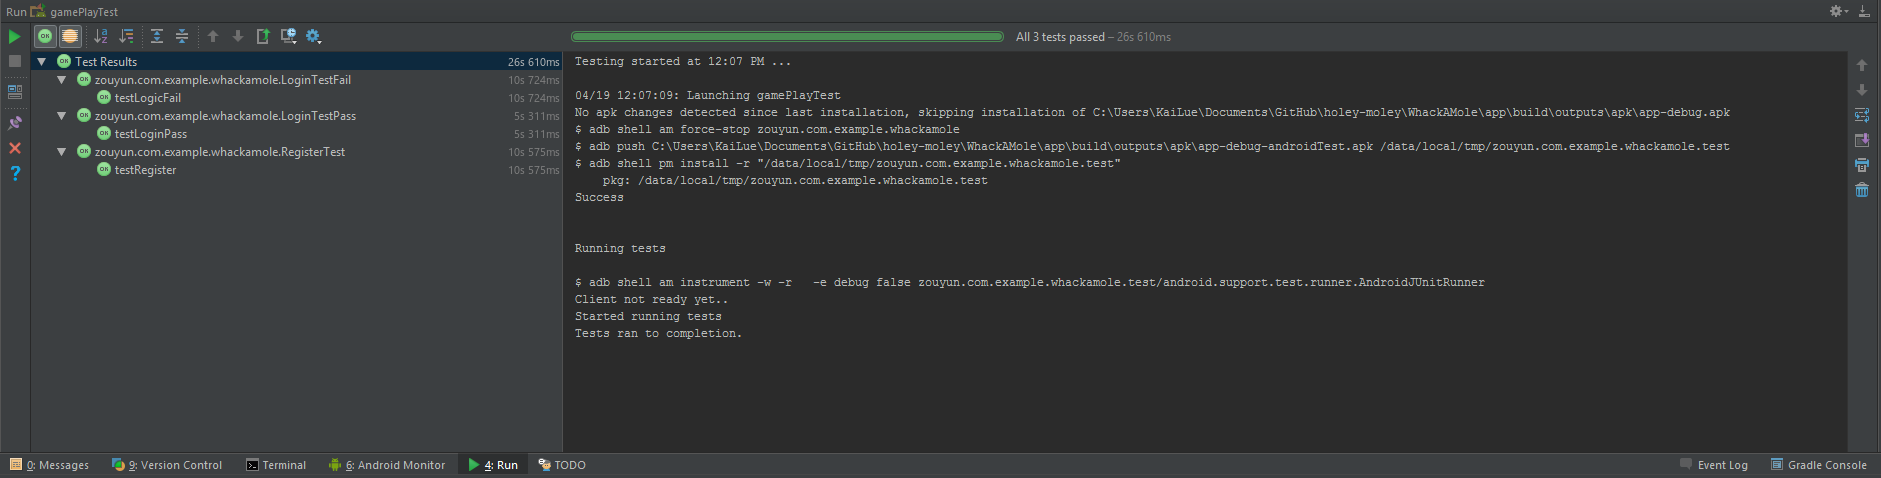 Run gamePlayTest
All 3 tests passed – 26s 610ms
Test Results 26s 610ms
zouyun.com.example.whackamole.LoginTestFail 10s 724ms
testLogicFail 10s 724ms
zouyun.com.example.whackamole.LoginTestPass 5s 311ms
testLoginPass 5s 311ms
zouyun.com.example.whackamole.RegisterTest 10s 575ms
testRegister 10s 575ms
Testing started at 12:07 PM ...
04/19 12:07:09: Launching gamePlayTest
No apk changes detected since last installation, skipping installation of C:\Users\KaiLue\Documents\GitHub\holey-moley\WhackAMole\app\build\outputs\apk\app-debug.apk
$ adb shell am force-stop zouyun.com.example.whackamole
$ adb push C:\Users\KaiLue\Documents\GitHub\holey-moley\WhackAMole\app\build\outputs\apk\app-debug-androidTest.apk /data/local/tmp/zouyun.com.example.whackamole.test
$ adb shell pm install -r "/data/local/tmp/zouyun.com.example.whackamole.test"
pkg: /data/local/tmp/zouyun.com.example.whackamole.test
Success
Running tests
$ adb shell am instrument -w -r   -e debug false zouyun.com.example.whackamole.test/android.support.test.runner.AndroidJUnitRunner
Client not ready yet..
Started running tests
Tests ran to completion.
0: Messages 9: Version Control Terminal 6: Android Monitor 4: Run TODO Event Log Gradle Console